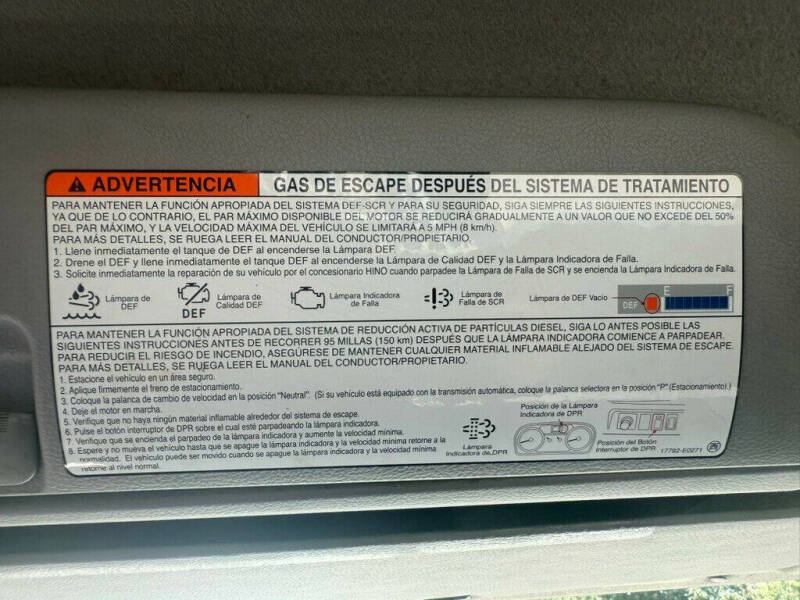 ADVERTENCIA GAS DE ESCAPE DESPUÉS DEL SISTEMA DE TRATAMIENTO
PARA MANTENER LA FUNCIÓN APROPIADA DEL SISTEMA DEF-SCR Y PARA SU SEGURIDAD, SIGA SIEMPRE LAS SIGUIENTES INSTRUCCIONES,
YA QUE DE LO CONTRARIO, EL PAR MÁXIMO DISPONIBLE DEL MOTOR SE REDUCIRÁ GRADUALMENTE A UN VALOR QUE NO EXCEDE DEL 50%
DEL PAR MÁXIMO, Y LA VELOCIDAD MÁXIMA DEL VEHÍCULO SE LIMITARÁ A 5 MPH (8 km/h).
PARA MÁS DETALLES, SE RUEGA LEER EL MANUAL DEL CONDUCTOR/PROPIETARIO.
1. Llene inmediatamente el tanque de DEF al encenderse la Lámpara DEF.
2. Drene el DEF y llene inmediatamente el tanque DEF al encenderse la Lámpara de Calidad DEF y la Lámpara Indicadora de Falla.
3. Solicite inmediatamente la reparación de su vehículo por el concesionario HINO cuando parpadee la Lámpara de Falla de SCR y se encienda la Lámpara Indicadora de Falla.
Lámpara de
DEF
DEF
Lámpara de
Calidad DEF
Lámpara Indicadora
de Falla
Lámpara de
Falla de SCR
Lámpara de DEF Vacío
DEF E F
PARA MANTENER LA FUNCIÓN APROPIADA DEL SISTEMA DE REDUCCIÓN ACTIVA DE PARTÍCULAS DIESEL, SIGA LO ANTES POSIBLE LAS
SIGUIENTES INSTRUCCIONES ANTES DE RECORRER 95 MILLAS (150 km) DESPUÉS QUE LA LÁMPARA INDICADORA COMIENCE A PARPADEAR.
PARA REDUCIR EL RIESGO DE INCENDIO, ASEGÚRESE DE MANTENER CUALQUIER MATERIAL INFLAMABLE ALEJADO DEL SISTEMA DE ESCAPE.
PARA MÁS DETALLES, SE RUEGA LEER EL MANUAL DEL CONDUCTOR/PROPIETARIO.
1. Estacione el vehículo en un área seguro.
2. Aplique firmemente el freno de estacionamiento.
3. Coloque la palanca de cambio de velocidad en la posición "Neutral". (Si su vehículo está equipado con la transmisión automática, coloque la palanca selectora en la posición "P" (Estacionamiento).)
4. Deje el motor en marcha.
5. Verifique que no haya ningún material inflamable alrededor del sistema de escape.
6. Pulse el botón interruptor de DPR sobre el cual esté parpadeando la lámpara indicadora.
7. Verifique que se encienda el parpadeo de la lámpara indicadora y aumente la velocidad mínima.
8. Espere y no mueva el vehículo hasta que se apague la lámpara indicadora y la velocidad mínima retorne a la
normalidad. El vehículo puede ser movido cuando se apague la lámpara indicadora y la velocidad mínima
retorne al nivel normal.
Lámpara
Indicadora de DPR
Posición de la Lámpara
Indicadora de DPR
Posición del Botón
Interruptor de DPR
17792-E0271